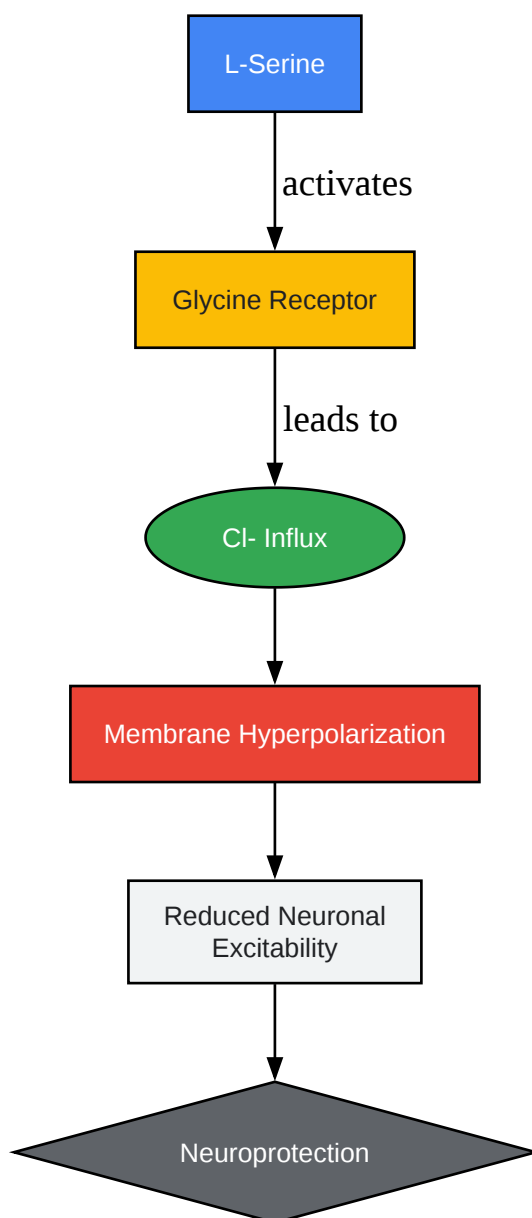 L-Serine
activates
Glycine Receptor
leads to
Cl- Influx
Membrane Hyperpolarization
Reduced Neuronal
Excitability
Neuroprotection